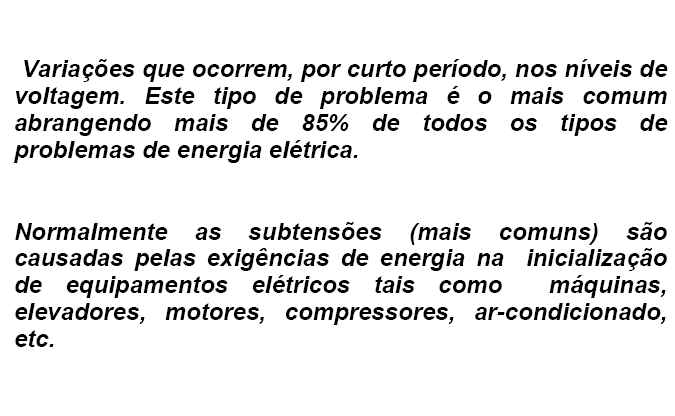 Variações que ocorrem, por curto período, nos níveis de
voltagem. Este tipo de problema é o mais comum
abrangendo mais de 85% de todos os tipos de
problemas de energia elétrica.
Normalmente as subtensões (mais comuns) são
causadas pelas exigências de energia na inicialização
de equipamentos elétricos tais como máquinas,
elevadores, motores, compressores, ar-condicionado,
etc.